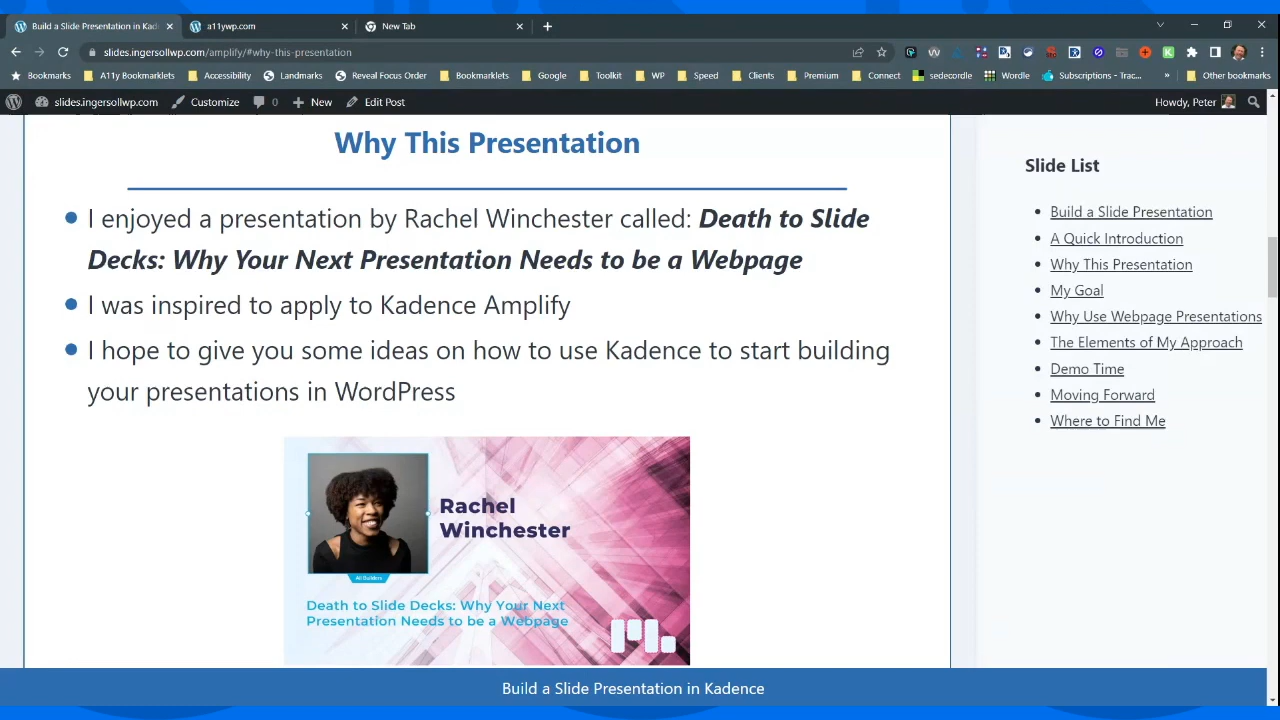 Build a Slide Presentation in Kade
a11ywp.com
New Tab
slides.ingersollwp.com/amplify/#why-this-presentation
Bookmarks
A11y Bookmarklets
Accessibility
Landmarks
Reveal Focus Order
Bookmarklets
Google
Toolkit
WP
Speed
Clients
Premium
Connect
sedecordle
Wordle
Subscriptions - Trac...
»
Other bookmarks
slides.ingersollwp.com
Customize
0
New
Edit Post
Howdy, Peter
Why This Presentation
I enjoyed a presentation by Rachel Winchester called: Death to Slide
Decks: Why Your Next Presentation Needs to be a Webpage
I was inspired to apply to Kadence Amplify
I hope to give you some ideas on how to use Kadence to start building
your presentations in WordPress
Rachel
Winchester
Death to Slide Decks: Why Your Next
Presentation Needs to be a Webpage
Slide List
Build a Slide Presentation
A Quick Introduction
Why This Presentation
My Goal
Why Use Webpage Presentations
The Elements of My Approach
Demo Time
Moving Forward
Where to Find Me
Build a Slide Presentation in Kadence